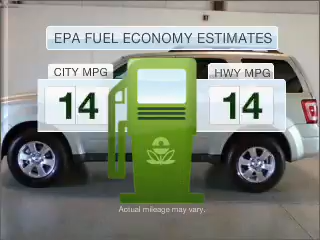 EPA FUEL ECONOMY ESTIMATES
CITY MPG
HWY MPG
14
14
Actual mileage may vary.